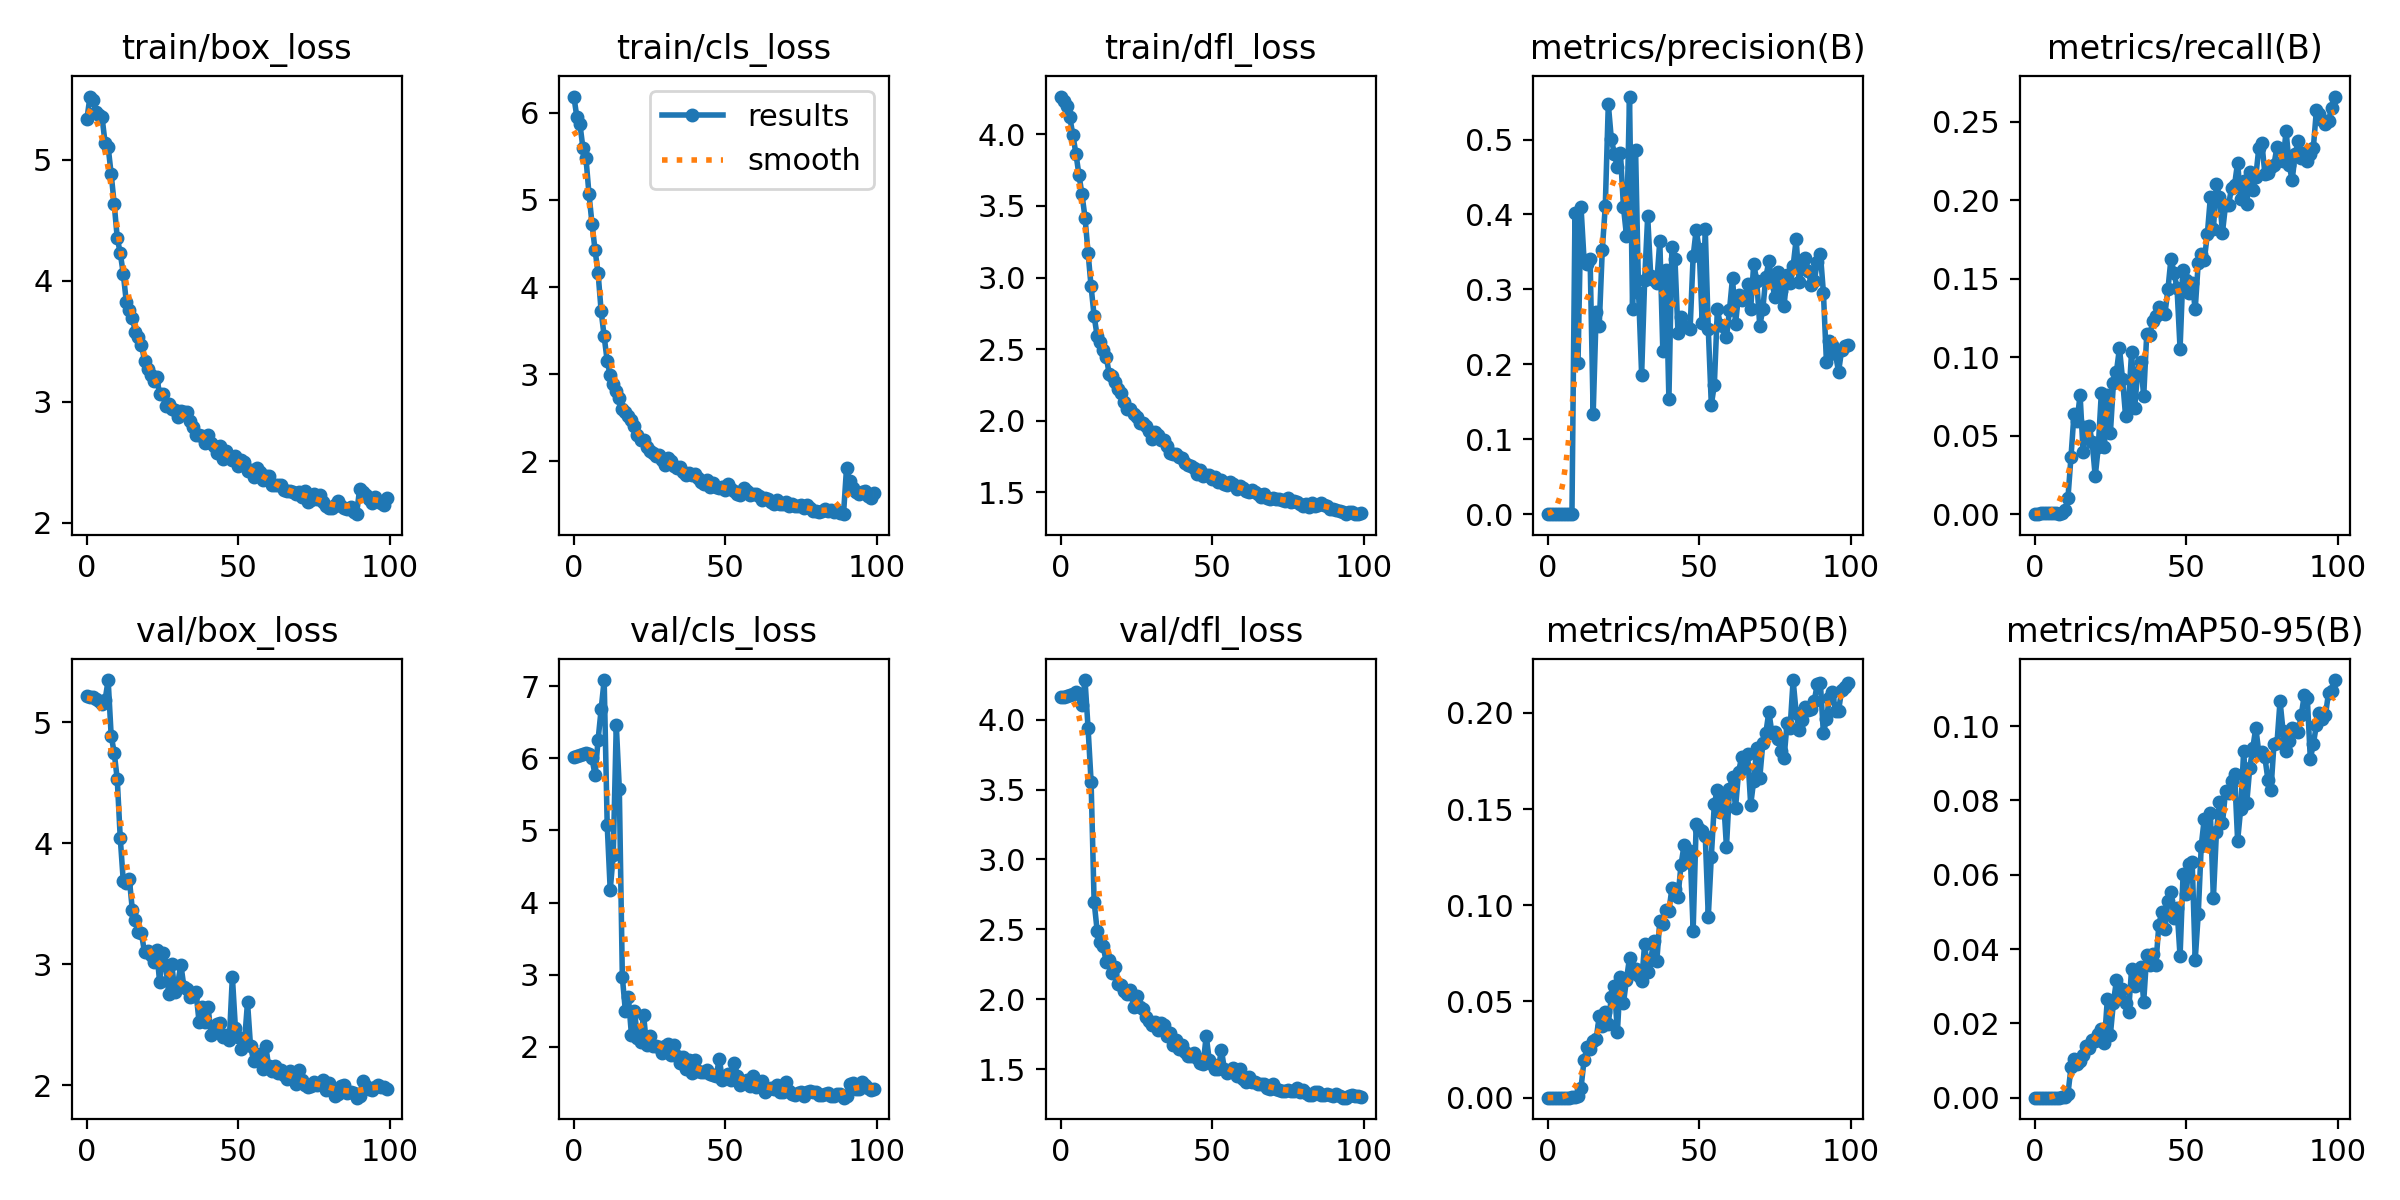 train/box_loss
5
4
3
2
0 50 100
train/cls_loss
results
smooth
6
5
4
3
2
0 50 100
train/dfl_loss
4.0
3.5
3.0
2.5
2.0
1.5
0 50 100
metrics/precision(B)
0.5
0.4
0.3
0.2
0.1
0.0
0 50 100
metrics/recall(B)
0.25
0.20
0.15
0.10
0.05
0.00
0 50 100
val/box_loss
5
4
3
2
0 50 100
val/cls_loss
7
6
5
4
3
2
0 50 100
val/dfl_loss
4.0
3.5
3.0
2.5
2.0
1.5
0 50 100
metrics/mAP50(B)
0.20
0.15
0.10
0.05
0.00
0 50 100
metrics/mAP50-95(B)
0.10
0.08
0.06
0.04
0.02
0.00
0 50 100